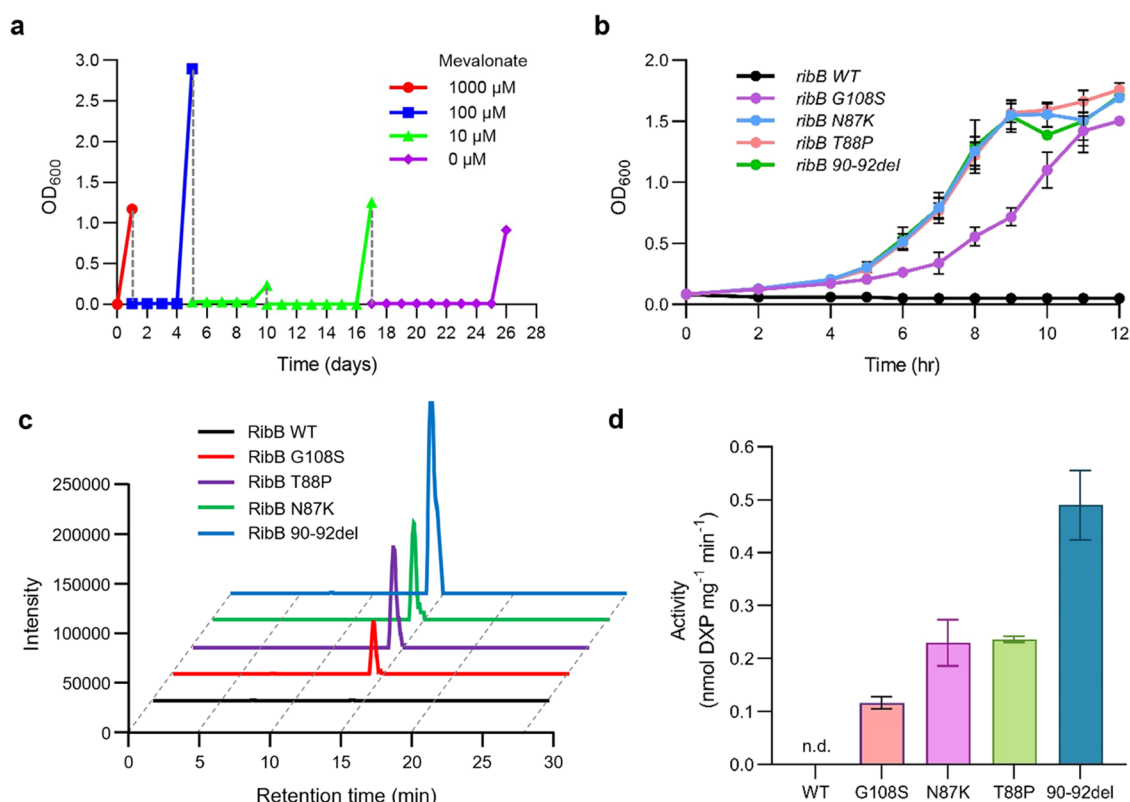 a
Mevalonate
1000 μM
100 μM
10 μM
0 μM
OD600
3.0
2.5
2.0
1.5
1.0
0.5
0.0
0 2 4 6 8 10 12 14 16 18 20 22 24 26 28
Time (days)
b
ribB WT
ribB G108S
ribB N87K
ribB T88P
ribB 90-92del
OD600
2.0
1.5
1.0
0.5
0.0
0 2 4 6 8 10 12
Time (hr)
c
RibB WT
RibB G108S
RibB T88P
RibB N87K
RibB 90-92del
Intensity
250000
200000
150000
100000
50000
0
0 5 10 15 20 25 30
Retention time (min)
d
Activity
(nmol DXP mg-1 min-1)
0.6
0.5
0.4
0.3
0.2
0.1
0.0
n.d.
WT G108S N87K T88P 90-92del